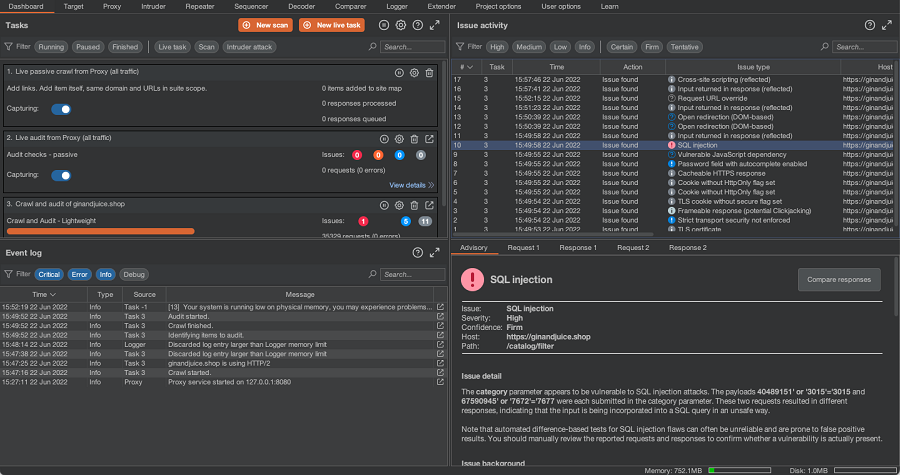 Dashboard Target Proxy Intruder Repeater Sequencer Decoder Comparer Logger Extender Project options User options Learn
Tasks
New scan
New live task
Filter Running Paused Finished Live task Scan Intruder attack Search...
1. Live passive crawl from Proxy (all traffic)
Add links. Add item itself, same domain and URLs in suite scope.
0 items added to site map
Capturing:
0 responses processed
0 responses queued
2. Live audit from Proxy (all traffic)
Audit checks - passive
Issues: 0 0 0 0
Capturing:
0 requests (0 errors)
View details
3. Crawl and audit of ginandjuice.shop
Crawl and Audit - Lightweight
Issues: 1 5 11
35329 requests (0 errors)
Event log
Filter Critical Error Info Debug Search...
Time Type Source Message
15:52:19 22 Jun 2022 Info Task -1 [13] Your system is running low on physical memory, you may experience problems...
15:49:52 22 Jun 2022 Info Task 3 Audit started.
15:49:52 22 Jun 2022 Info Task 3 Crawl finished.
15:49:52 22 Jun 2022 Info Task 3 Identifying items to audit.
15:48:14 22 Jun 2022 Info Logger Discarded log entry larger than Logger memory limit
15:47:38 22 Jun 2022 Info Task 3 Discarded log entry larger than Logger memory limit
15:47:25 22 Jun 2022 Info Task 3 ginandjuice.shop is using HTTP/2
15:47:16 22 Jun 2022 Info Task 3 Crawl started.
15:27:11 22 Jun 2022 Info Proxy Proxy service started on 127.0.0.1:8080
Issue activity
Filter High Medium Low Info Certain Firm Tentative Search...
# Task Time Action Issue type Host
17 3 15:57:46 22 Jun 2022 Issue found Cross-site scripting (reflected) https://ginandjui
16 3 15:57:41 22 Jun 2022 Issue found Input returned in response (reflected) https://ginandjui
15 3 15:52:15 22 Jun 2022 Issue found Request URL override https://ginandjui
14 3 15:51:23 22 Jun 2022 Issue found Input returned in response (reflected) https://ginandjui
13 3 15:50:39 22 Jun 2022 Issue found Open redirection (DOM-based) https://ginandjui
12 3 15:50:39 22 Jun 2022 Issue found Open redirection (DOM-based) https://ginandjui
11 3 15:49:58 22 Jun 2022 Issue found Input returned in response (reflected) https://ginandjui
10 3 15:49:58 22 Jun 2022 Issue found SQL injection https://ginandjui
9 3 15:49:55 22 Jun 2022 Issue found Vulnerable JavaScript dependency https://ginandjui
8 3 15:49:55 22 Jun 2022 Issue found Password field with autocomplete enabled https://ginandjui
7 3 15:49:55 22 Jun 2022 Issue found Cacheable HTTPS response https://ginandjui
6 3 15:49:55 22 Jun 2022 Issue found Cookie without HttpOnly flag set https://ginandjui
5 3 15:49:55 22 Jun 2022 Issue found Cookie without HttpOnly flag set https://ginandjui
4 3 15:49:54 22 Jun 2022 Issue found TLS cookie without secure flag set https://ginandjui
3 3 15:49:54 22 Jun 2022 Issue found Frameable response (potential Clickjacking) https://ginandjui
2 3 15:49:54 22 Jun 2022 Issue found Strict transport security not enforced https://ginandjui
1 3 15:49:53 22 Jun 2022 Issue found TLS certificate https://ginandjui
Advisory Request 1 Response 1 Request 2 Response 2
SQL injection
Compare responses
Issue: SQL injection
Severity: High
Confidence: Firm
Host: https://ginandjuice.shop
Path: /catalog/filter
Issue detail
The category parameter appears to be vulnerable to SQL injection attacks. The payloads 40489151' or '3015'='3015 and
67590945' or '7672'='7677 were each submitted in the category parameter. These two requests resulted in different
responses, indicating that the input is being incorporated into a SQL query in an unsafe way.
Note that automated difference-based tests for SQL injection flaws can often be unreliable and are prone to false positive
results. You should manually review the reported requests and responses to confirm whether a vulnerability is actually present.
Issue background
Memory: 752.1MB Disk: 1.0MB